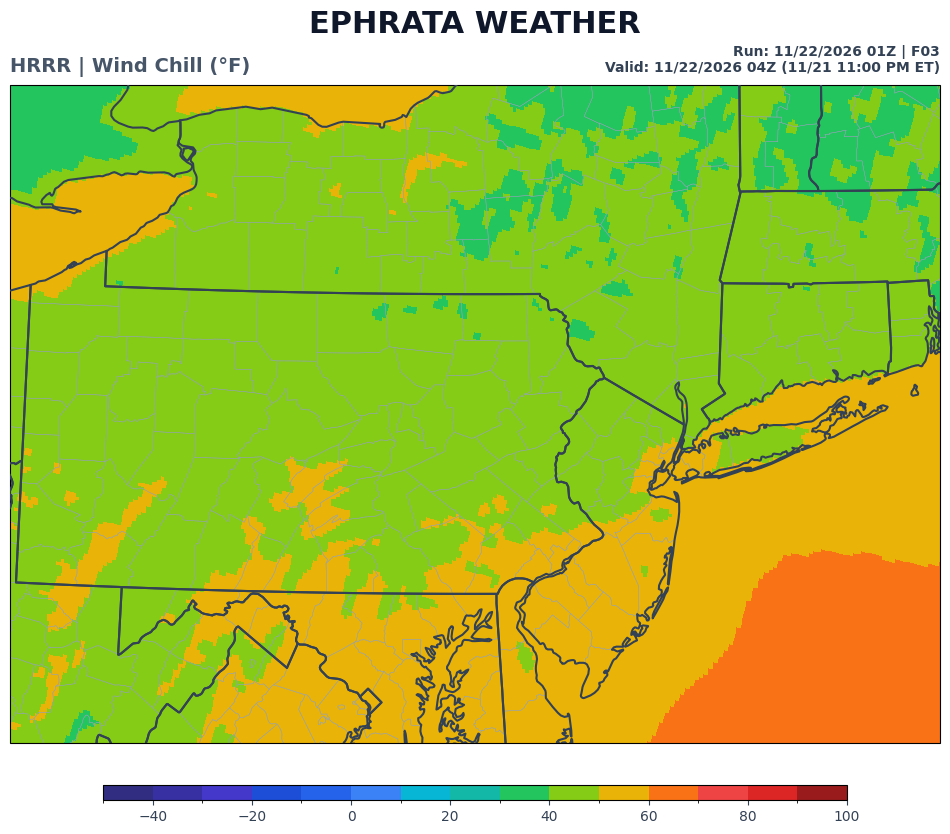 EPHRATA WEATHER
HRRR | Wind Chill (°F)
Run: 11/22/2026 01Z | F03
Valid: 11/22/2026 04Z (11/21 11:00 PM ET)
−40 −20 0 20 40 60 80 100